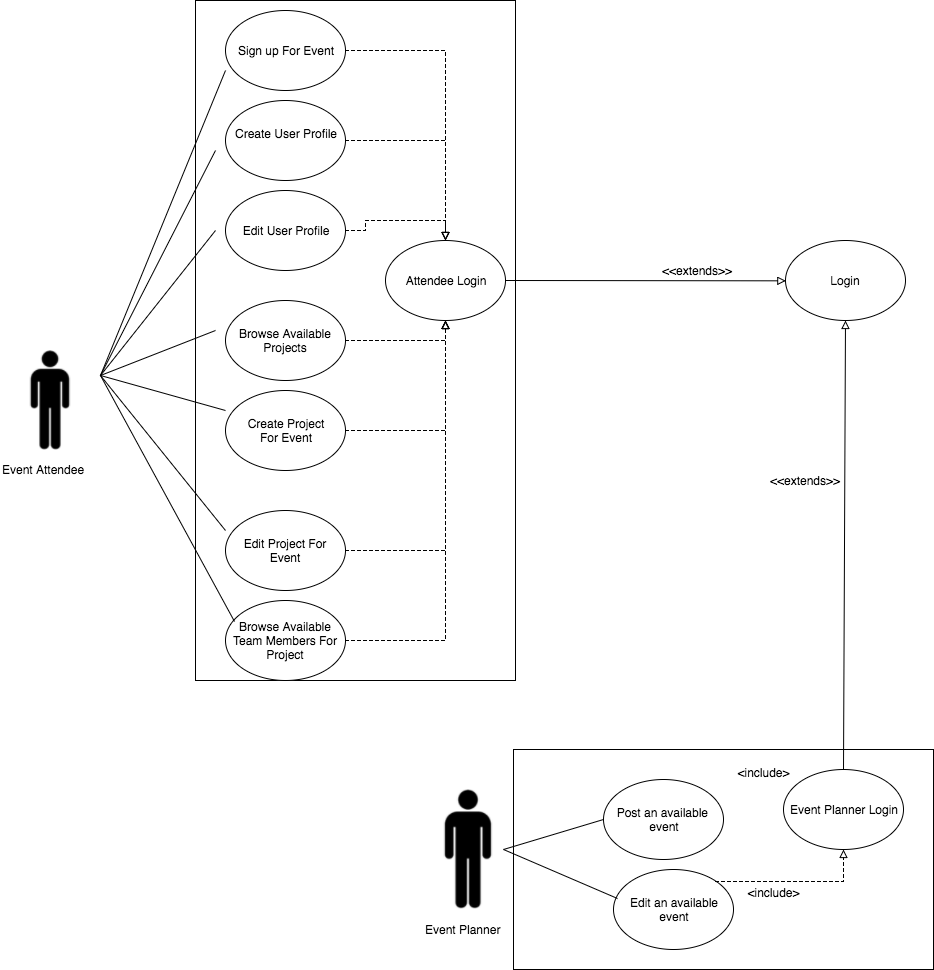 Sign up For Event
Create User Profile
Edit User Profile
Attendee Login
<<extends>>
Login
Browse Available
Projects
Event Attendee
Create Project
For Event
<<extends>>
Edit Project For
Event
Browse Available
Team Members For
Project
<include>
Event Planner Login
Post an available
event
<include>
Edit an available
event
Event Planner